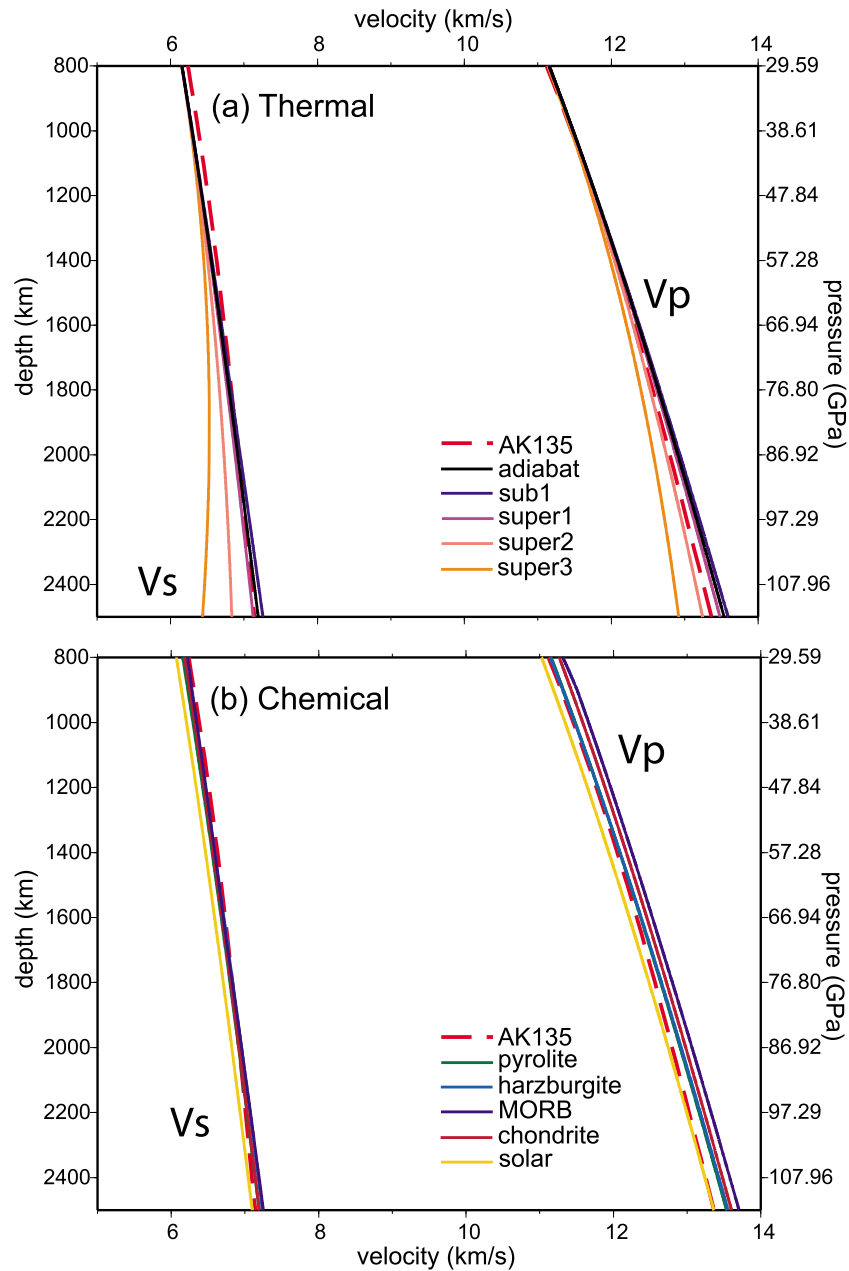 velocity (km/s)
6 8 10 12 14
800 29.59
(a) Thermal
1000 38.61
1200 47.84
1400 57.28
Vp
1600 66.94
1800 76.80
2000 86.92
2200 97.29
2400 107.96
depth (km)
pressure (GPa)
AK135
adiabat
sub1
super1
super2
super3
Vs
800 29.59
(b) Chemical
1000 38.61
Vp
1200 47.84
1400 57.28
1600 66.94
1800 76.80
2000 86.92
2200 97.29
2400 107.96
depth (km)
pressure (GPa)
AK135
pyrolite
harzburgite
MORB
chondrite
solar
Vs
6 8 10 12 14
velocity (km/s)